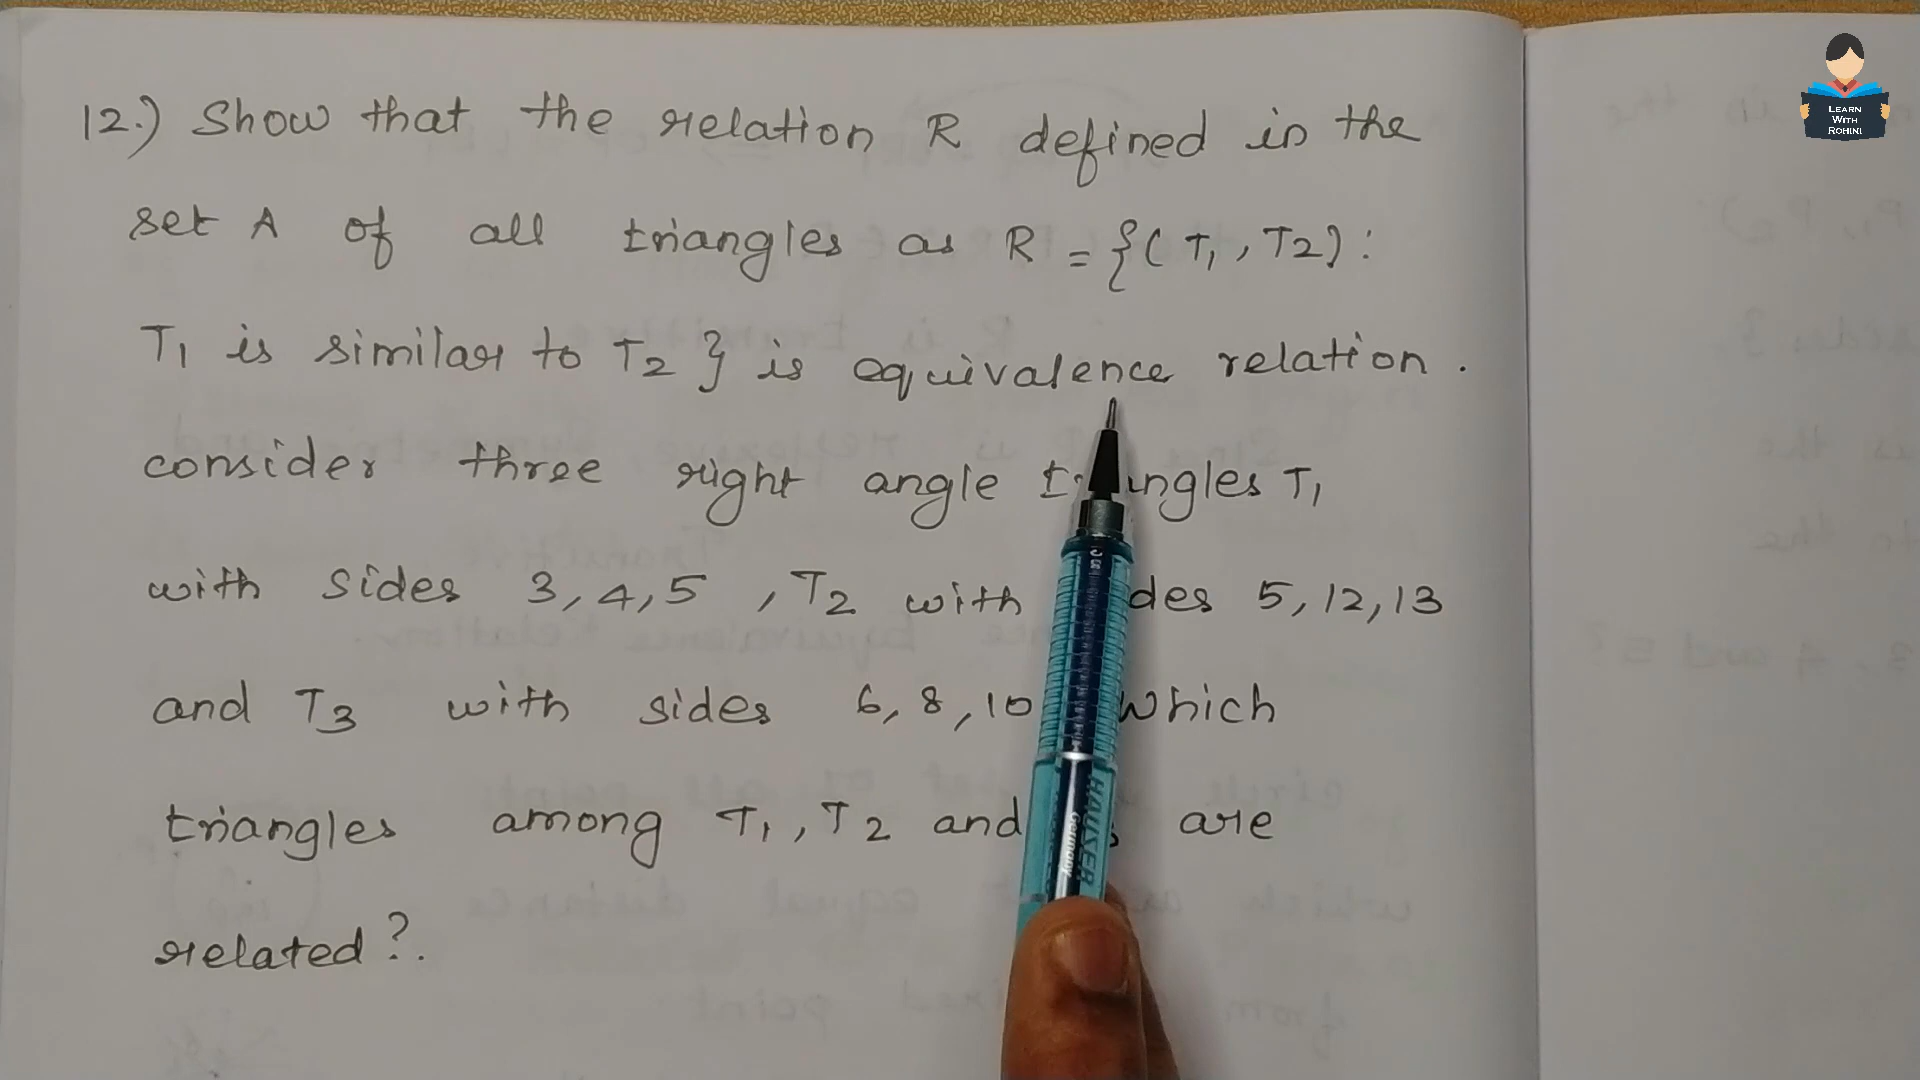 12.) Show that the relation R defined in the
set A of all triangles as R = {(T1, T2) :
T1 is similar to T2 } is equivalence relation.
consider three right angle triangles T1
with sides 3,4,5 , T2 with 5,12,13
and T3 with sides 6,8,10 which
triangles among T1, T2 and are
related ?.
LEARN
WITH
ROHINI
HAUSER
Germany